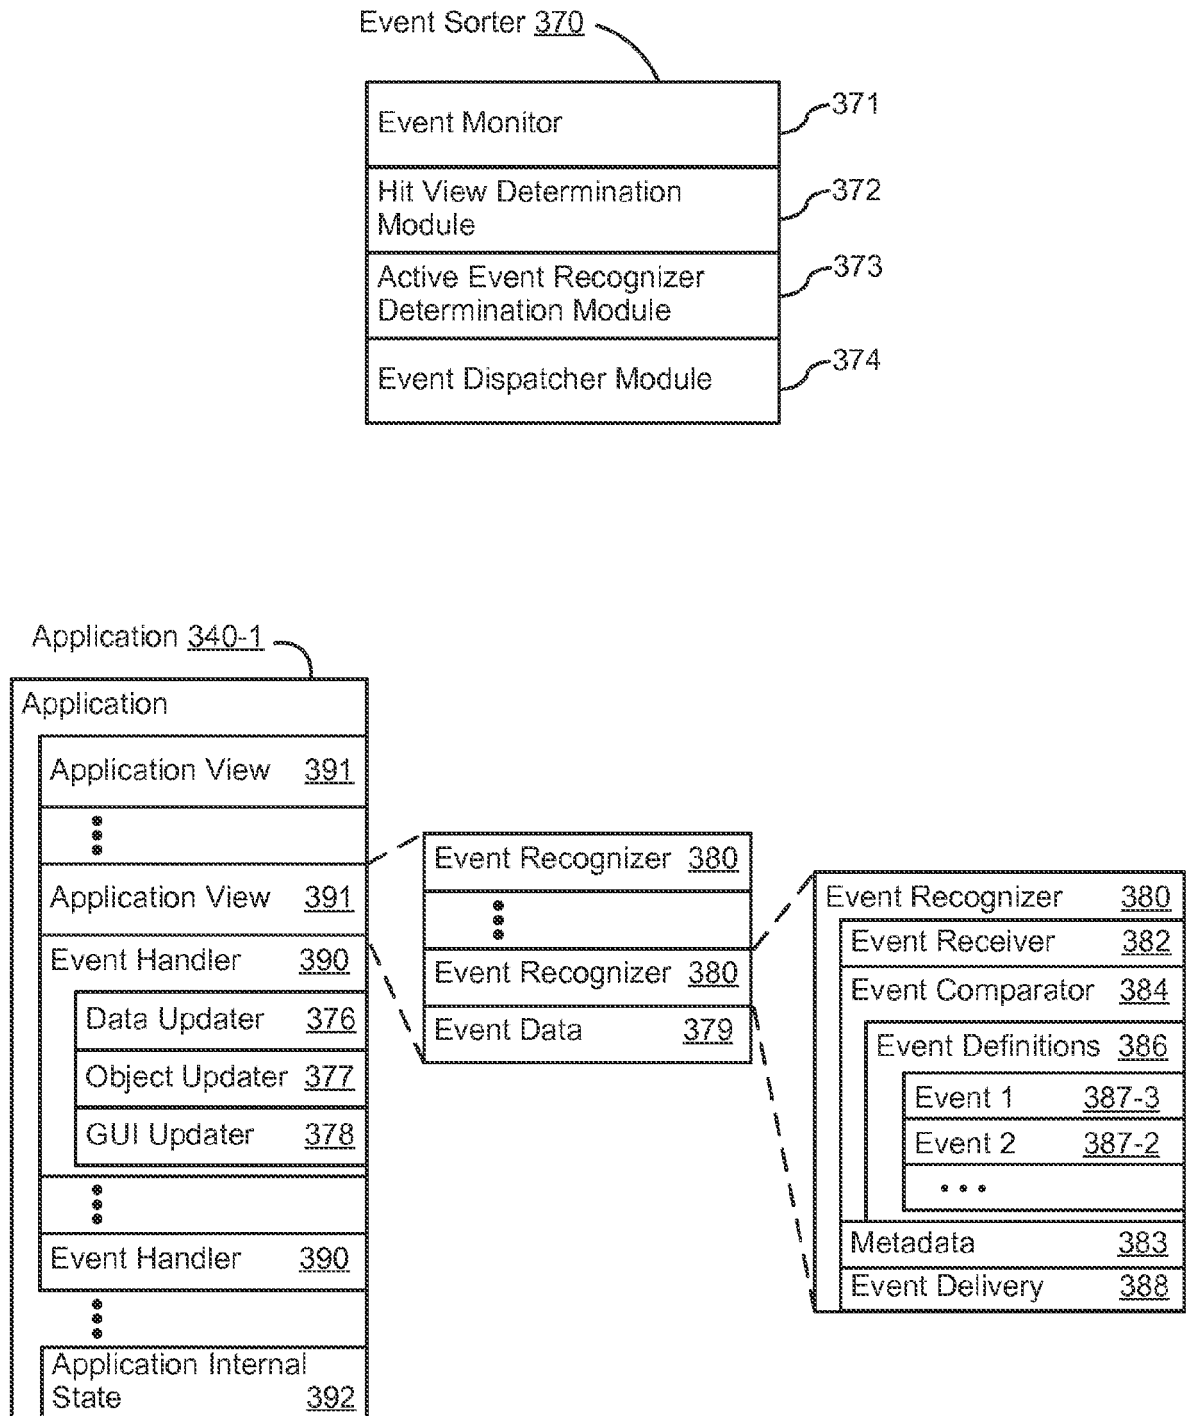 Event Sorter 370
Event Monitor
371
Hit View Determination
Module
372
Active Event Recognizer
Determination Module
373
Event Dispatcher Module
374
Application 340-1
Application
Application View 391
Application View 391
Event Handler 390
Data Updater 376
Object Updater 377
GUI Updater 378
Event Handler 390
Application Internal
State 392
Event Recognizer 380
Event Recognizer 380
Event Data 379
Event Recognizer 380
Event Receiver 382
Event Comparator 384
Event Definitions 386
Event 1 387-3
Event 2 387-2
Metadata 383
Event Delivery 388